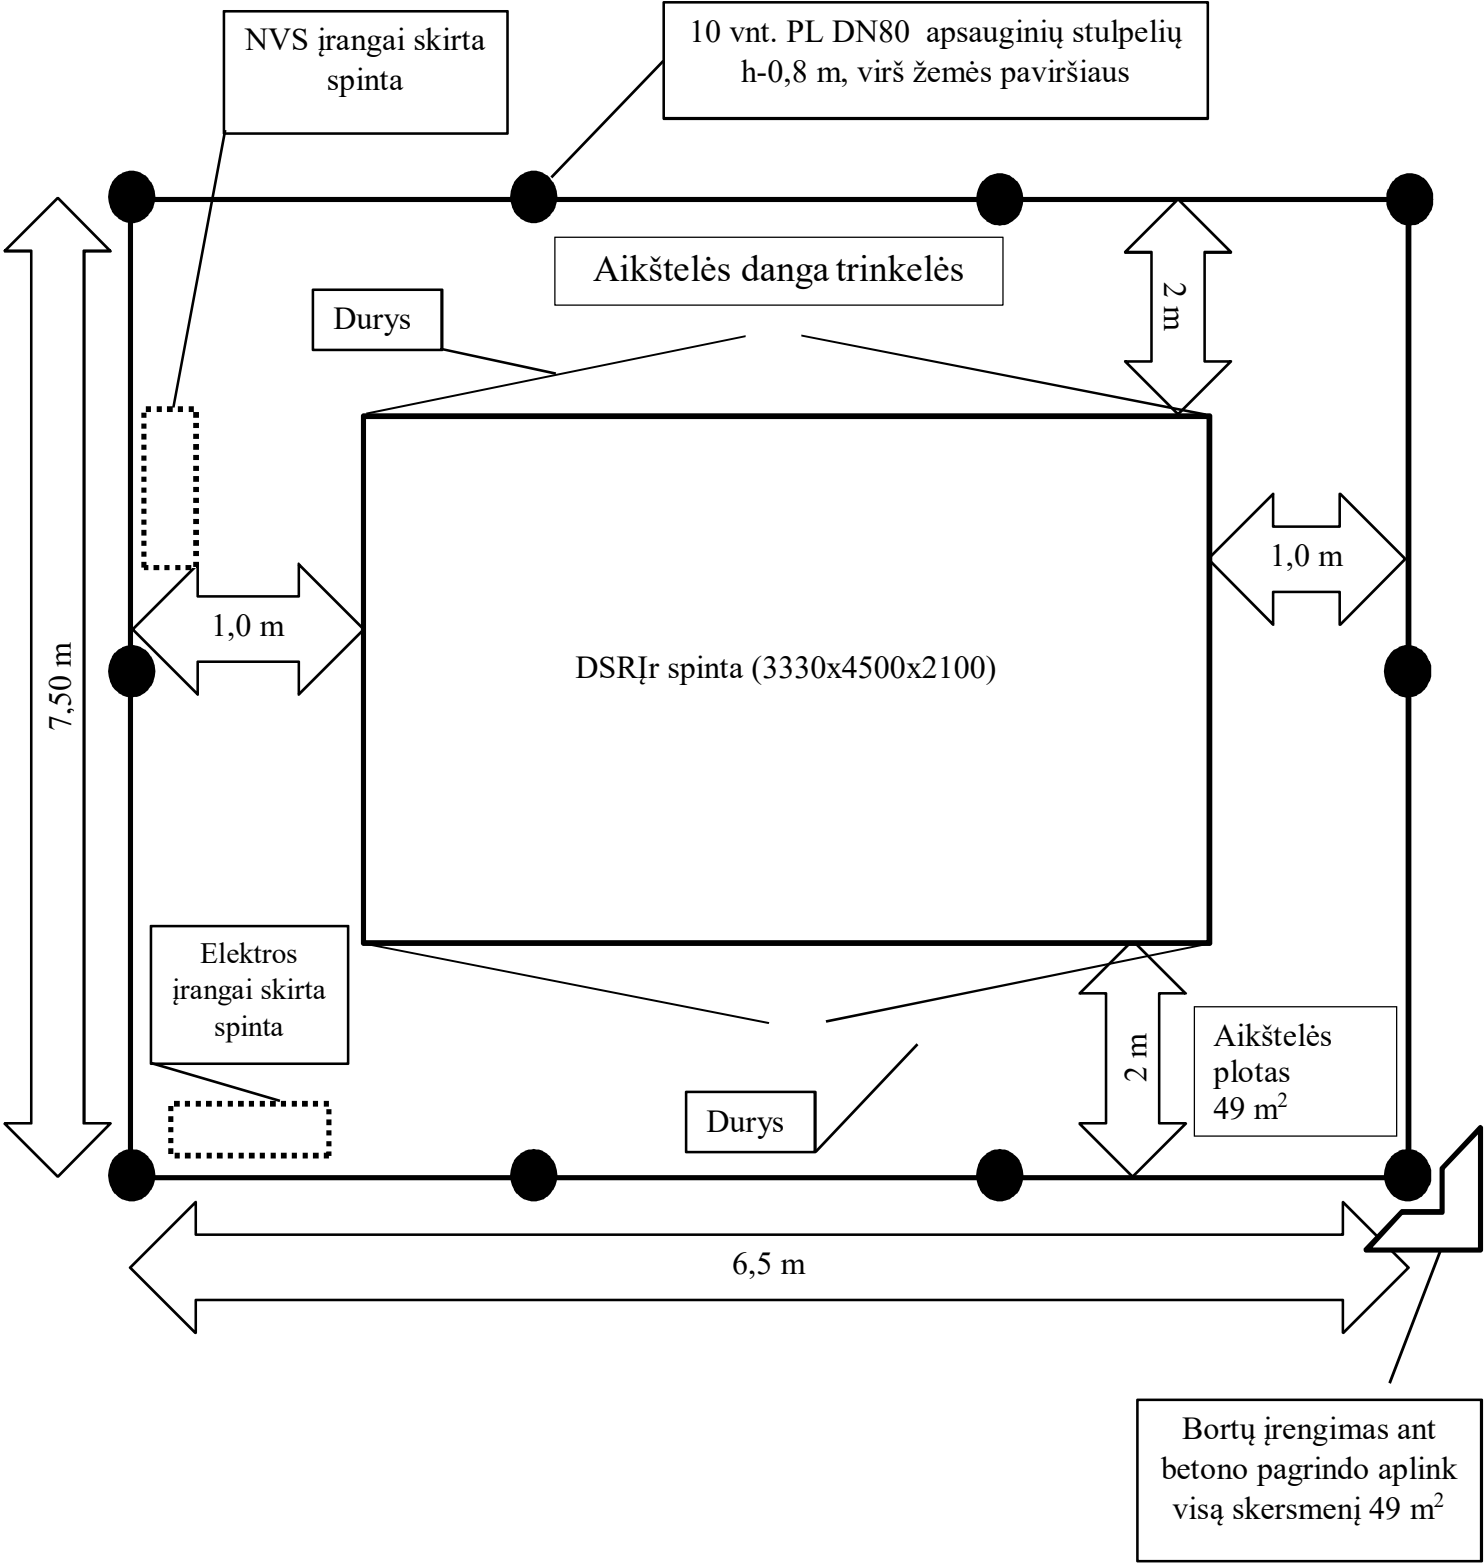 NVS įrangai skirta
spinta
10 vnt. PL DN80 apsauginių stulpelių
h-0,8 m, virš žemės paviršiaus
Aikštelės danga trinkelės
Durys
2 m
1,0 m
1,0 m
7,50 m
DSRĮr spinta (3330x4500x2100)
Elektros
įrangai skirta
spinta
2 m
Aikštelės
plotas
49 m²
Durys
6,5 m
Bortų įrengimas ant
betono pagrindo aplink
visą skersmenį 49 m²